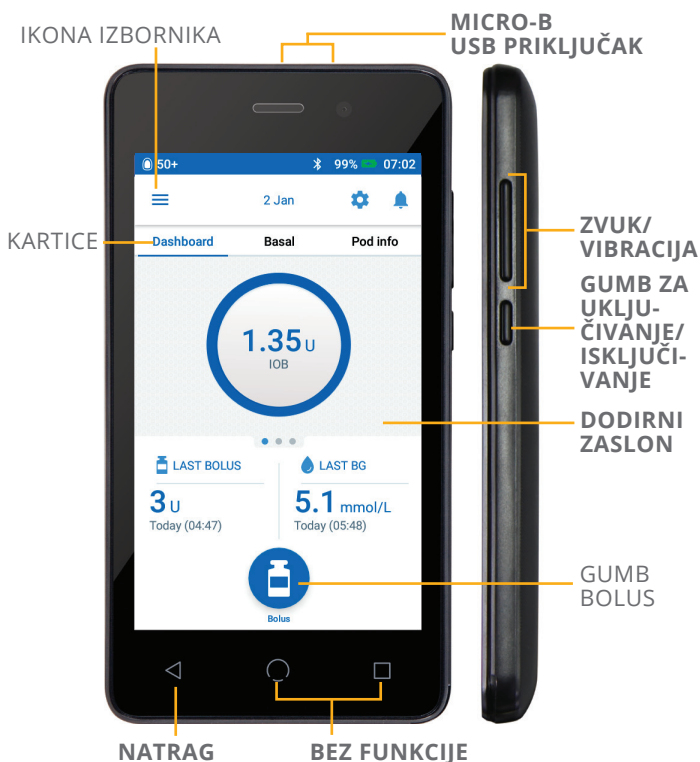 IKONA IZBORNIKA
MICRO-B
USB PRIKLJUČAK
50+
99% 07:02
2 Jan
KARTICE
Dashboard Basal Pod info
ZVUK/
VIBRACIJA
GUMB ZA
UKLJU-
ČIVANJE/
ISKLJUČI-
VANJE
1.35 U
IOB
DODIRNI
ZASLON
LAST BOLUS LAST BG
3 U 5.1 mmol/L
Today (04:47) Today (05:48)
GUMB
BOLUS
Bolus
NATRAG BEZ FUNKCIJE